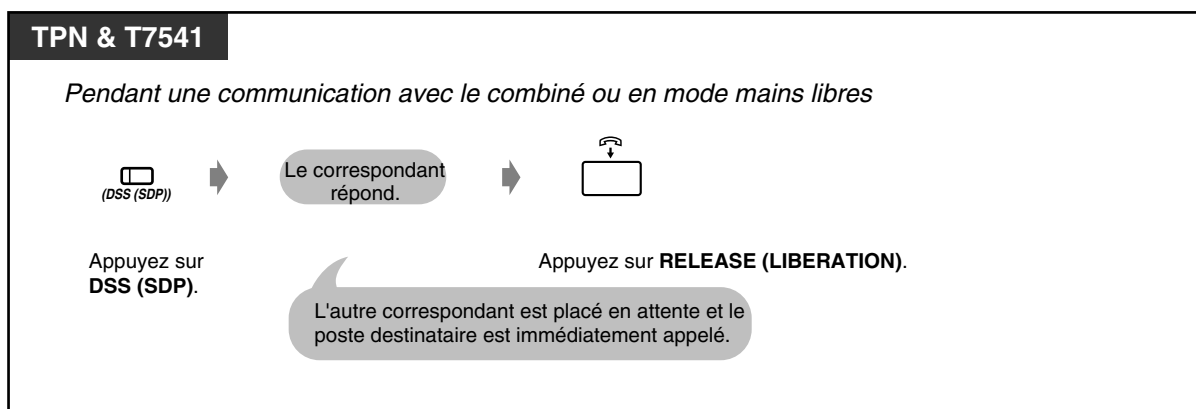 TPN & T7541
Pendant une communication avec le combiné ou en mode mains libres
(DSS (SDP))
Le correspondant
répond.
Appuyez sur
DSS (SDP).
Appuyez sur RELEASE (LIBERATION).
L'autre correspondant est placé en attente et le
poste destinataire est immédiatement appelé.